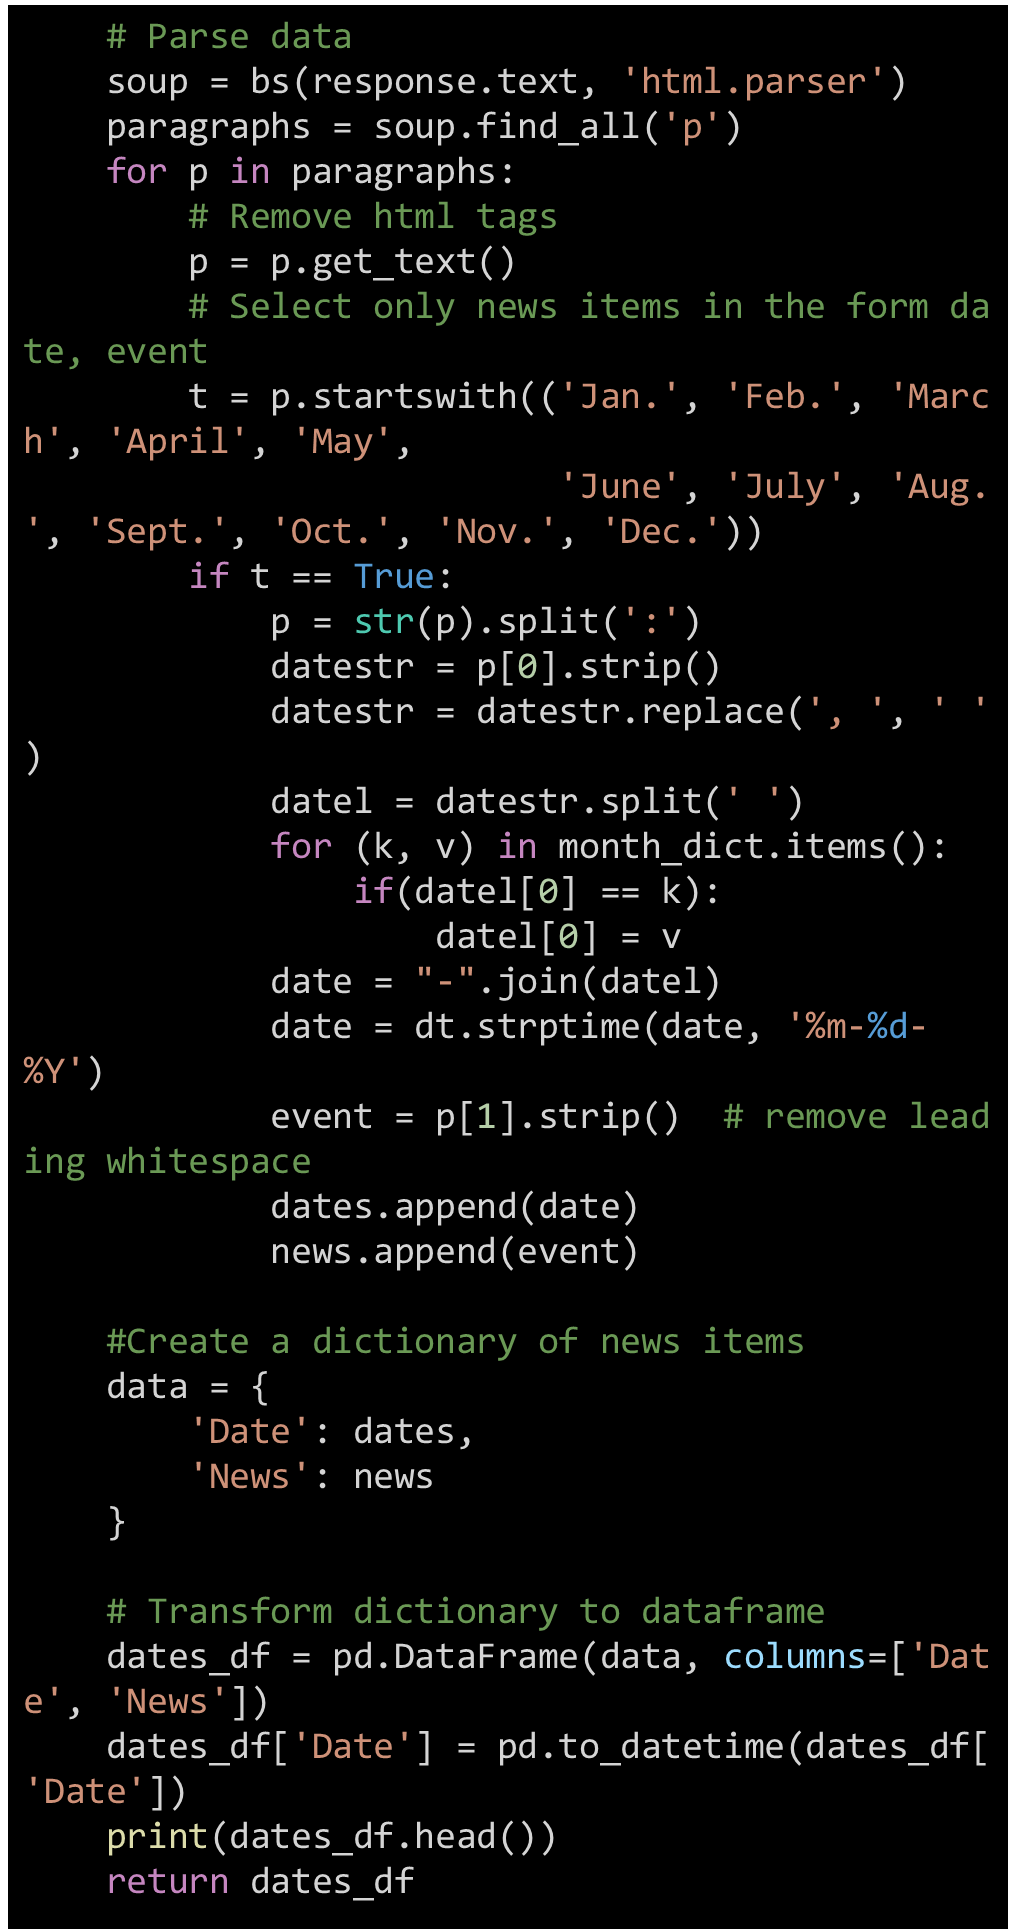 # Parse data
    soup = bs(response.text, 'html.parser')
    paragraphs = soup.find_all('p')
    for p in paragraphs:
        # Remove html tags
        p = p.get_text()
        # Select only news items in the form da
te, event
        t = p.startswith(('Jan.', 'Feb.', 'Marc
h', 'April', 'May',
                          'June', 'July', 'Aug.
', 'Sept.', 'Oct.', 'Nov.', 'Dec.'))
        if t == True:
            p = str(p).split(':')
            datestr = p[0].strip()
            datestr = datestr.replace(', ', ' '
)
            datel = datestr.split(' ')
            for (k, v) in month_dict.items():
                if(datel[0] == k):
                    datel[0] = v
            date = "-".join(datel)
            date = dt.strptime(date, '%m-%d-
%Y')
            event = p[1].strip()  # remove lead
ing whitespace
            dates.append(date)
            news.append(event)

    #Create a dictionary of news items
    data = {
        'Date': dates,
        'News': news
    }

    # Transform dictionary to dataframe
    dates_df = pd.DataFrame(data, columns=['Dat
e', 'News'])
    dates_df['Date'] = pd.to_datetime(dates_df[
'Date'])
    print(dates_df.head())
    return dates_df